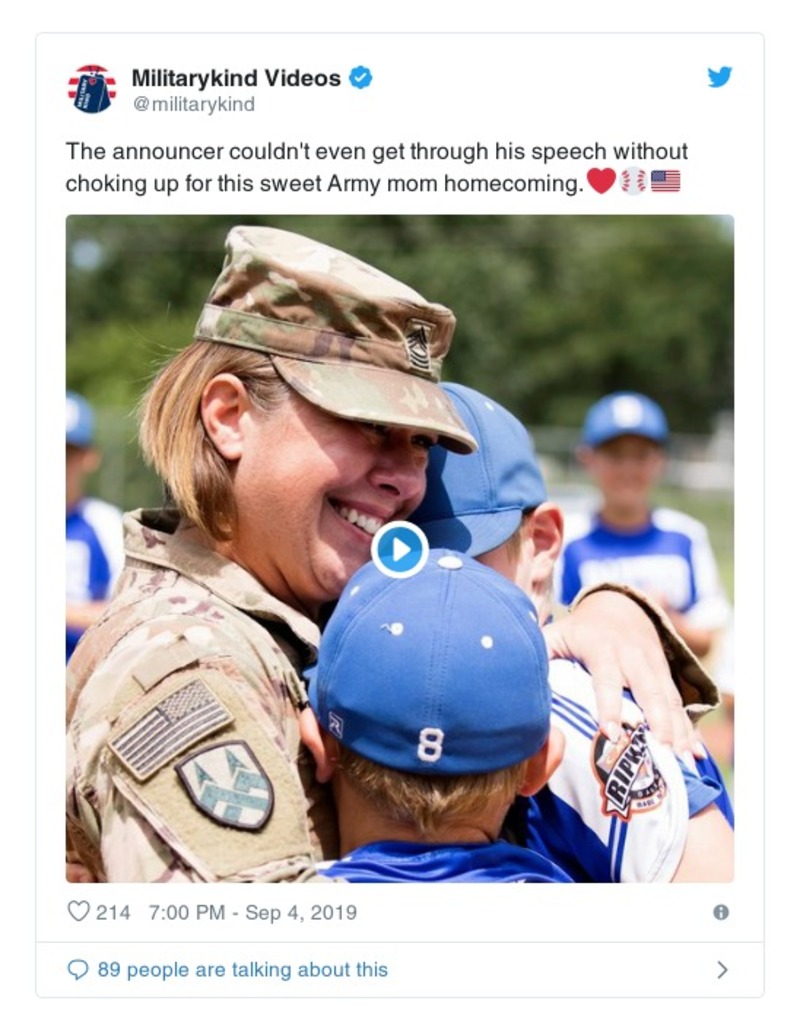 Militarykind Videos
@militarykind
The announcer couldn't even get through his speech without
choking up for this sweet Army mom homecoming.❤️⚾🇺🇸
8
RIPKEN
214 7:00 PM - Sep 4, 2019
89 people are talking about this